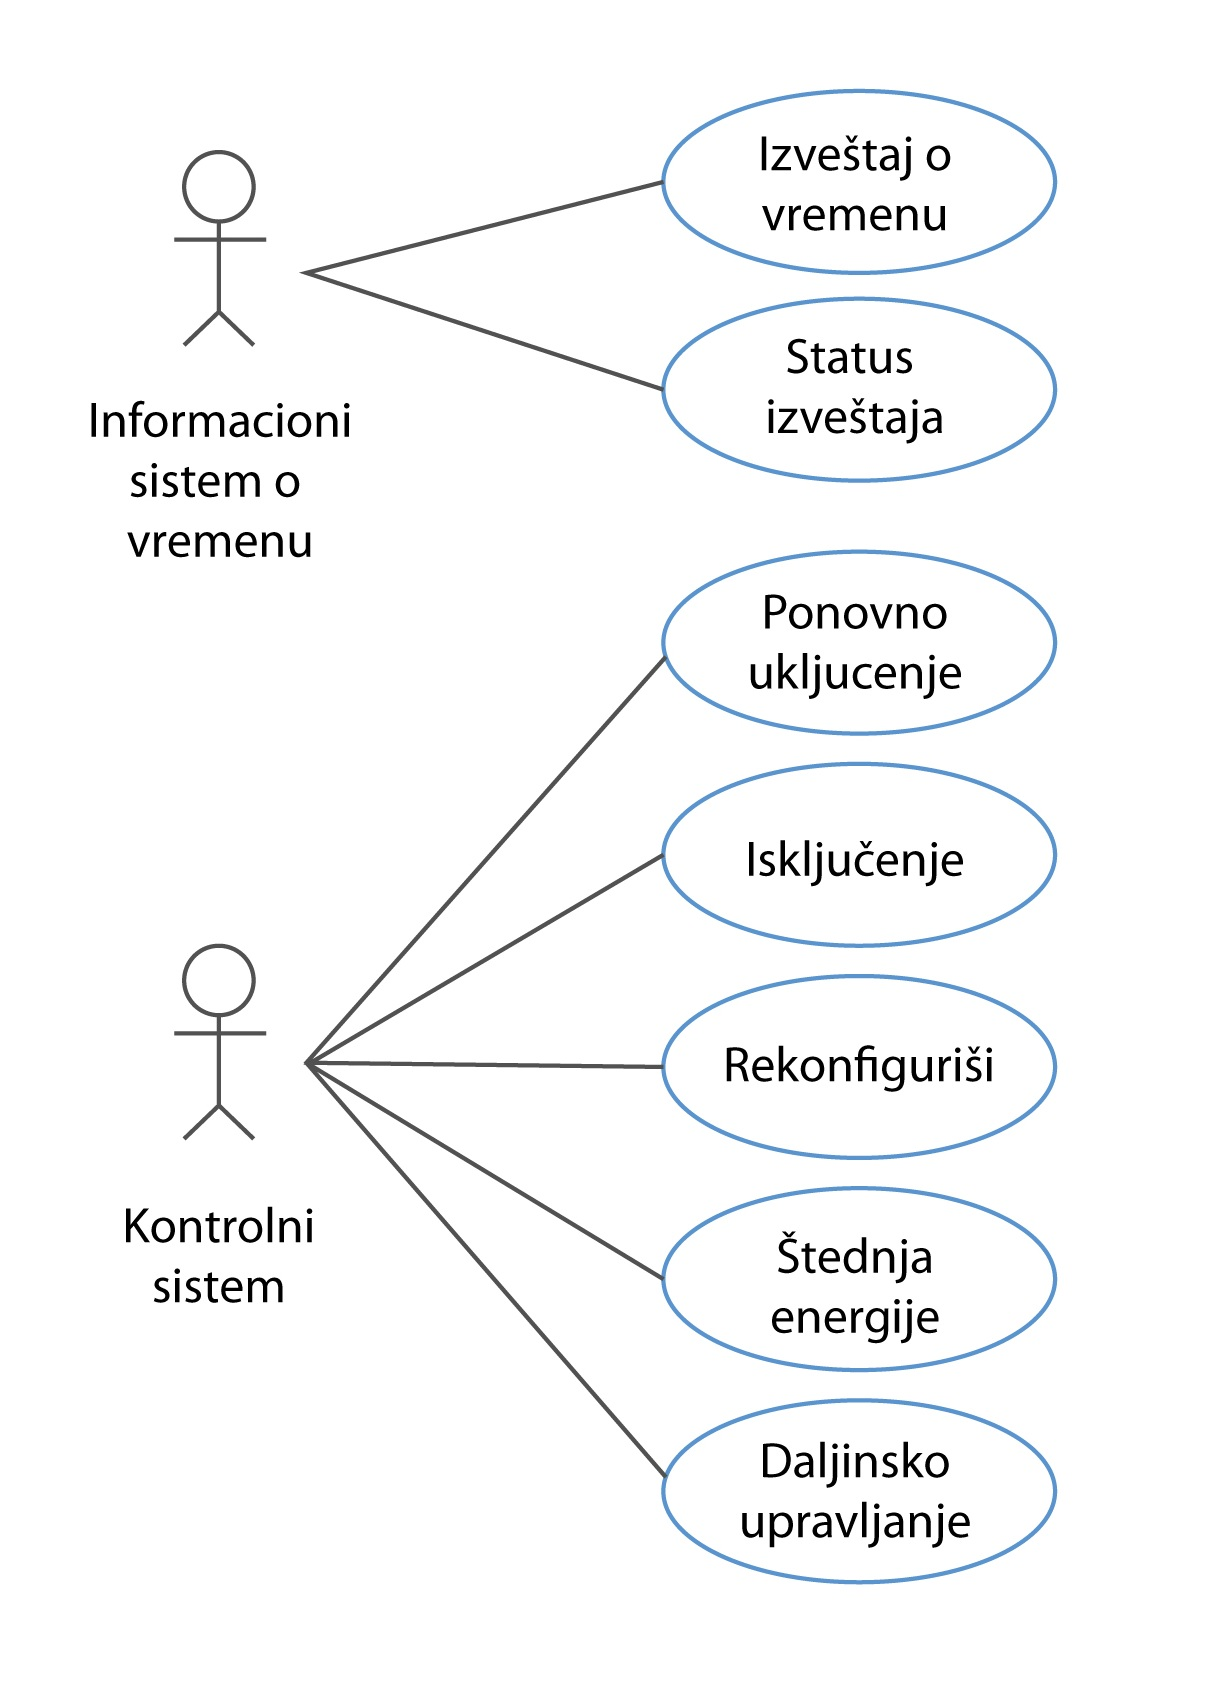 Izveštaj o
vremenu
Status
izveštaja
Informacioni
sistem o
vremenu
Ponovno
ukljucenje
Isključenje
Rekonfiguriši
Kontrolni
sistem
Štednja
energije
Daljinsko
upravljanje